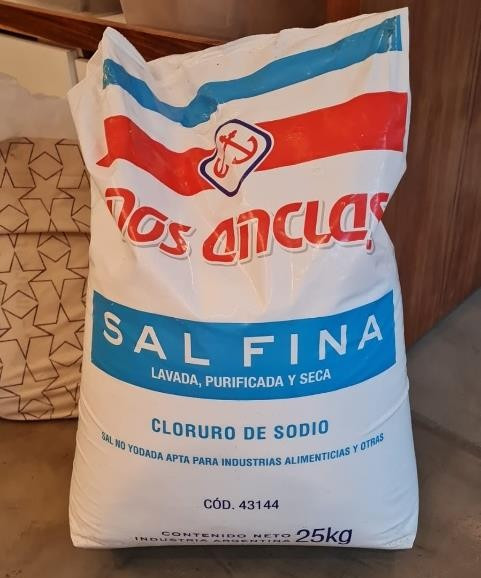 DOS ANCLAS
SAL FINA
LAVADA, PURIFICADA Y SECA
CLORURO DE SODIO
SAL NO YODADA APTA PARA INDUSTRIAS ALIMENTICIAS Y OTRAS
CÓD. 43144
CONTENIDO NETO 25kg
INDUSTRIA ARGENTINA